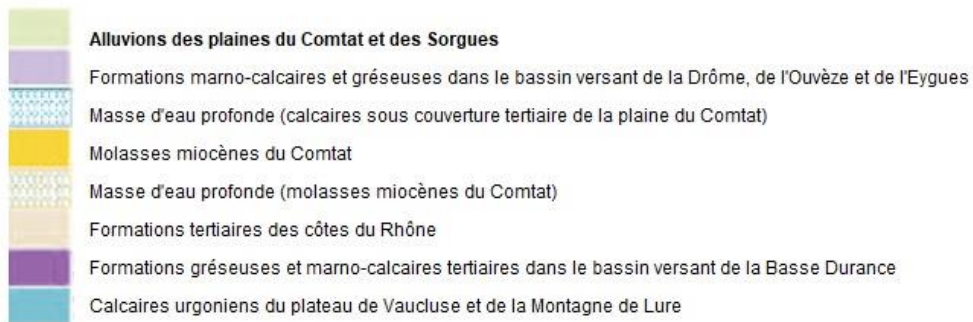 Alluvions des plaines du Comtat et des Sorgues
Formations marno-calcaires et gréseuses dans le bassin versant de la Drôme, de l'Ouvèze et de l'Eygues
Masse d'eau profonde (calcaires sous couverture tertiaire de la plaine du Comtat)
Molasses miocènes du Comtat
Masse d'eau profonde (molasses miocènes du Comtat)
Formations tertiaires des côtes du Rhône
Formations gréseuses et marno-calcaires tertiaires dans le bassin versant de la Basse Durance
Calcaires urgoniens du plateau de Vaucluse et de la Montagne de Lure